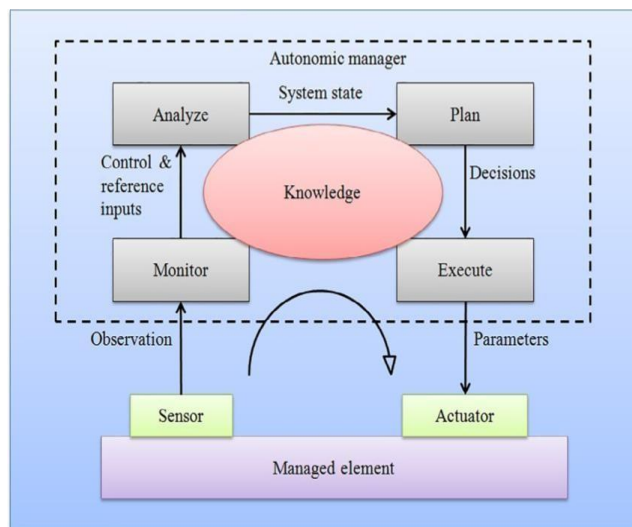 Autonomic manager
System state
Analyze
Plan
Control &
reference
inputs
Decisions
Knowledge
Monitor
Execute
Observation
Parameters
Sensor
Actuator
Managed element